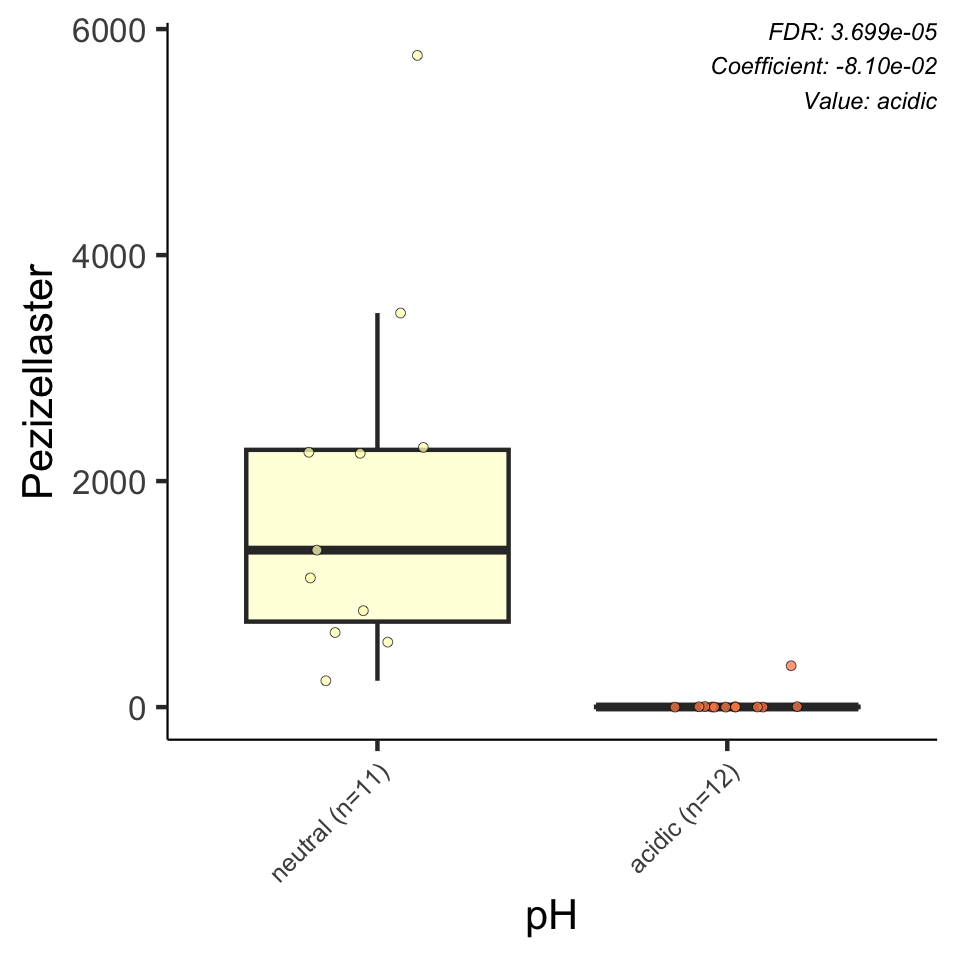 FDR: 3.699e-05
Coefficient: -8.10e-02
Value: acidic
6000
4000
2000
0
Pezizellaster
neutral (n=11)
acidic (n=12)
pH